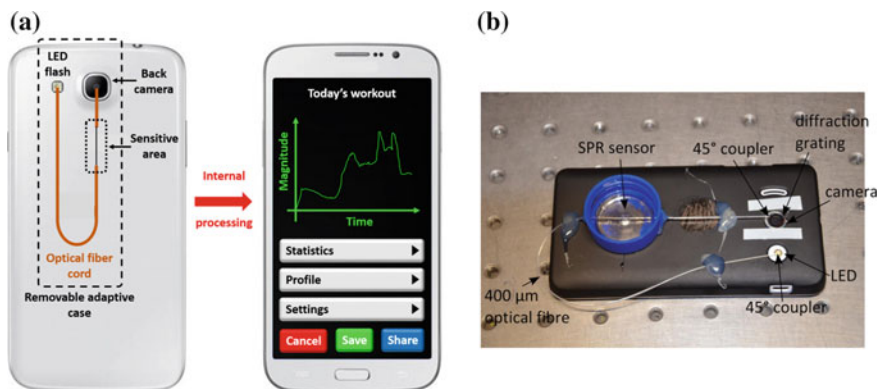 (a)
LED
flash
Back
camera
Sensitive
area
Optical fiber
cord
Removable adaptive
case
Internal
processing
Today's workout
Magnitude
Time
Statistics
Profile
Settings
Cancel Save Share
(b)
SPR sensor
45° coupler
diffraction
grating
camera
LED
45° coupler
400 µm
optical fibre